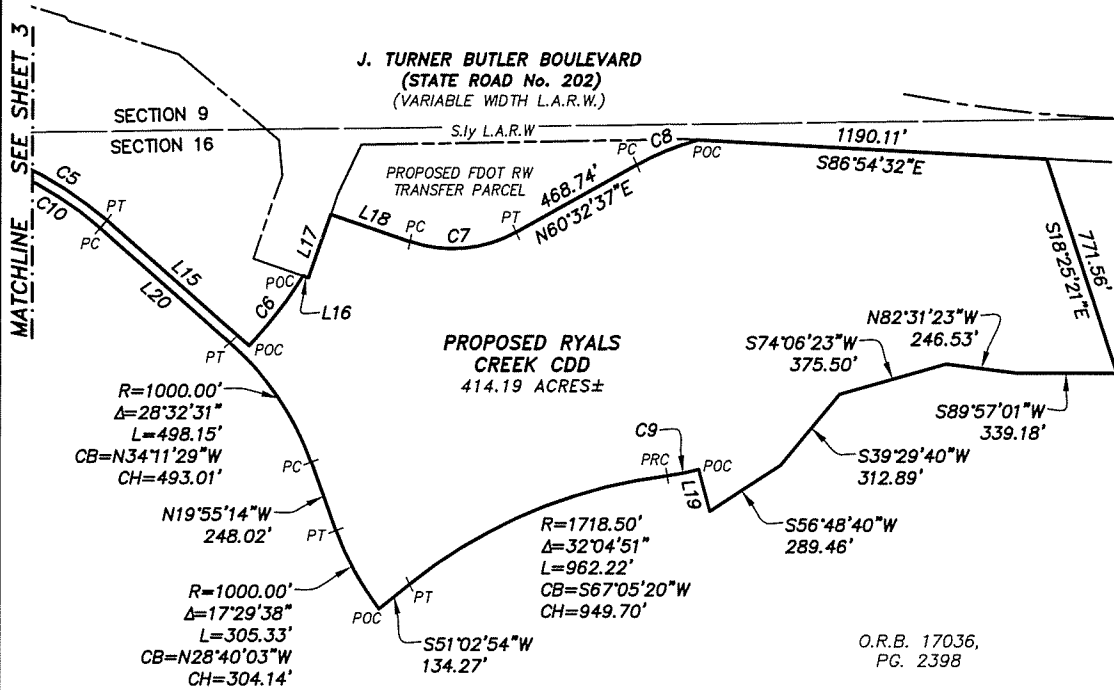 MATCHLINE SEE SHEET 3
J. TURNER BUTLER BOULEVARD
(STATE ROAD No. 202)
(VARIABLE WIDTH L.A.R.W.)
SECTION 9
SECTION 16
S.ly L.A.R.W
PROPOSED FDOT RW
TRANSFER PARCEL
C5
C10
PT
PC
L15
L20
PT
POC
C6
POC
L16
L17
L18
PC
C7
PT
468.74'
N60°32'37"E
PC
C8
POC
1190.11'
S86°54'32"E
771.56'
S18°25'21"E
N82°31'23"W
246.53'
S74°06'23"W
375.50'
S89°57'01"W
339.18'
S39°29'40"W
312.89'
S56°48'40"W
289.46'
PROPOSED RYALS
CREEK CDD
414.19 ACRES±
C9
PRC
POC
L19
R=1000.00'
Δ=28°32'31"
L=498.15'
CB=N34°11'29"W
CH=493.01'
PC
N19°55'14"W
248.02'
PT
R=1000.00'
Δ=17°29'38"
L=305.33'
CB=N28°40'03"W
CH=304.14'
POC
PT
S51°02'54"W
134.27'
R=1718.50'
Δ=32°04'51"
L=962.22'
CB=S67°05'20"W
CH=949.70'
O.R.B. 17036,
PG. 2398